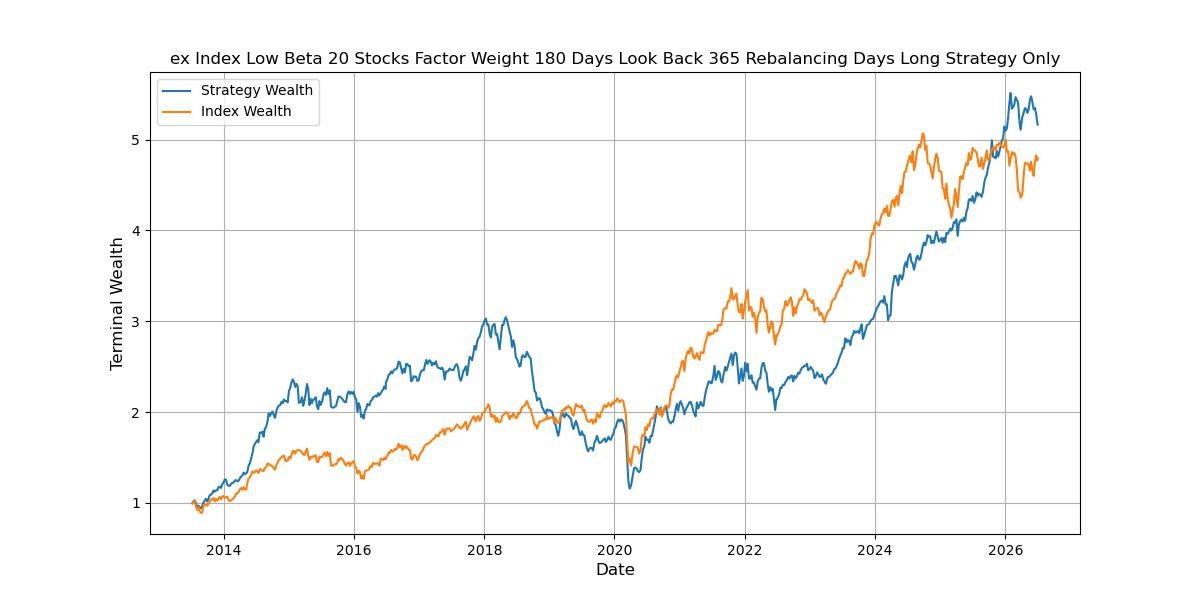 ex Index Low Beta 20 Stocks Factor Weight 180 Days Look Back 365 Rebalancing Days Long Strategy Only
Strategy Wealth
Index Wealth
Terminal Wealth
5
4
3
2
1
2014 2016 2018 2020 2022 2024 2026
Date